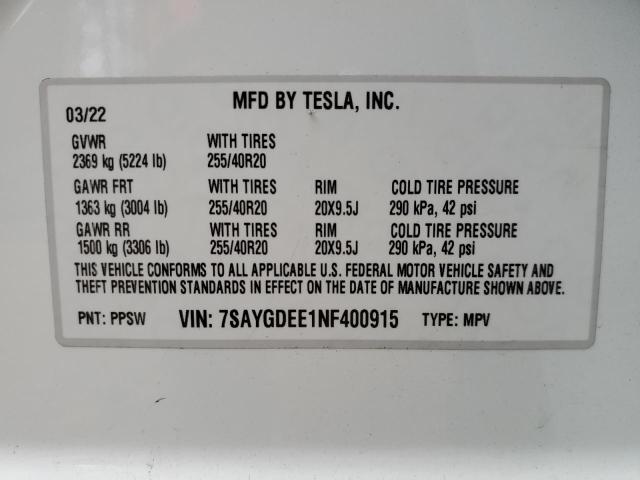 MFD BY TESLA, INC.
03/22
GVWR WITH TIRES
2369 kg (5224 lb) 255/40R20
GAWR FRT WITH TIRES RIM COLD TIRE PRESSURE
1363 kg (3004 lb) 255/40R20 20X9.5J 290 kPa, 42 psi
GAWR RR WITH TIRES RIM COLD TIRE PRESSURE
1500 kg (3306 lb) 255/40R20 20X9.5J 290 kPa, 42 psi
THIS VEHICLE CONFORMS TO ALL APPLICABLE U.S. FEDERAL MOTOR VEHICLE SAFETY AND
THEFT PREVENTION STANDARDS IN EFFECT ON THE DATE OF MANUFACTURE SHOWN ABOVE.
PNT: PPSW VIN: 7SAYGDEE1NF400915 TYPE: MPV